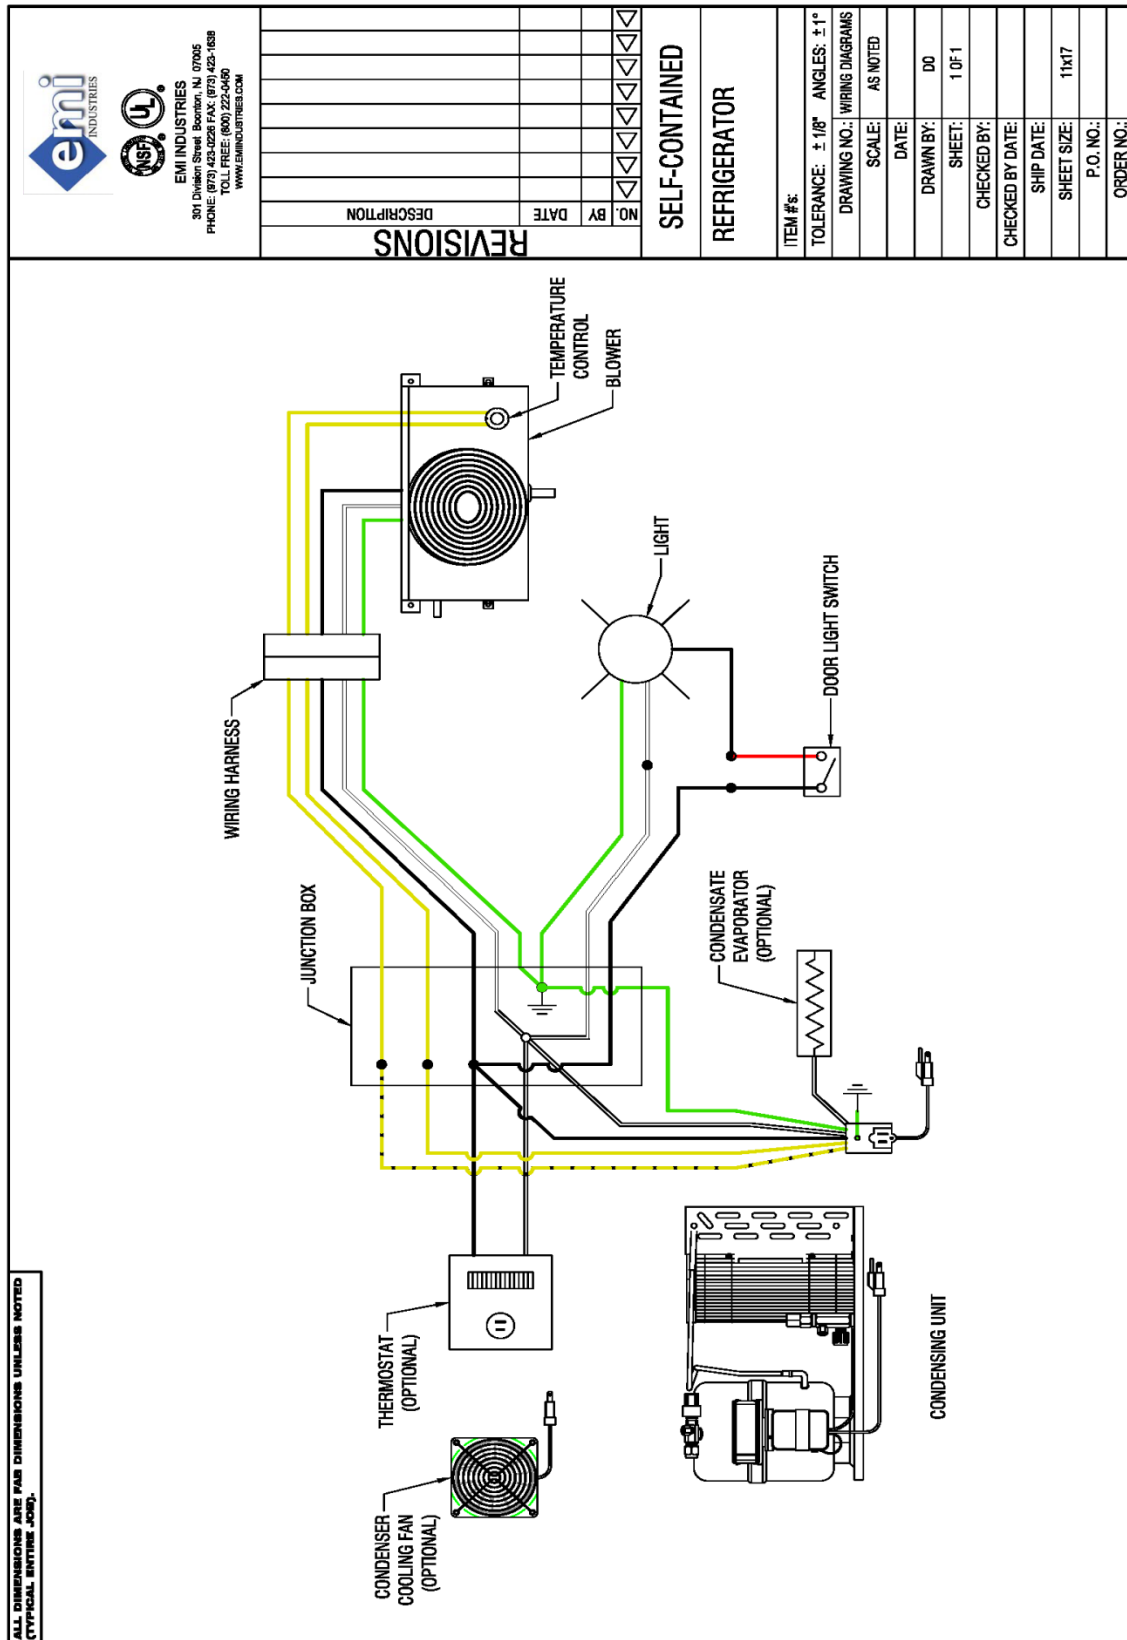 ALL DIMENSIONS ARE FAB DIMENSIONS UNLESS NOTED
(TYPICAL ENTIRE JOB).
CONDENSER
COOLING FAN
(OPTIONAL)
THERMOSTAT
(OPTIONAL)
CONDENSING UNIT
JUNCTION BOX
CONDENSATE
EVAPORATOR
(OPTIONAL)
WIRING HARNESS
DOOR LIGHT SWITCH
LIGHT
TEMPERATURE
CONTROL
BLOWER
emi
INDUSTRIES
NSF
UL
EMI INDUSTRIES
301 Division Street Boonton, NJ 07005
PHONE: (973) 423-0226 FAX: (973) 423-1638
TOLL FREE: (800) 222-0450
WWW.EMIINDUSTRIES.COM
REVISIONS
NO. BY DATE DESCRIPTION
SELF-CONTAINED
REFRIGERATOR
ITEM #'s:
TOLERANCE: ± 1/8" ANGLES: ±1°
DRAWING NO.: WIRING DIAGRAMS
SCALE: AS NOTED
DATE:
DRAWN BY: DO
SHEET: 1 OF 1
CHECKED BY:
CHECKED BY DATE:
SHIP DATE:
SHEET SIZE: 11x17
P.O. NO.:
ORDER NO.: